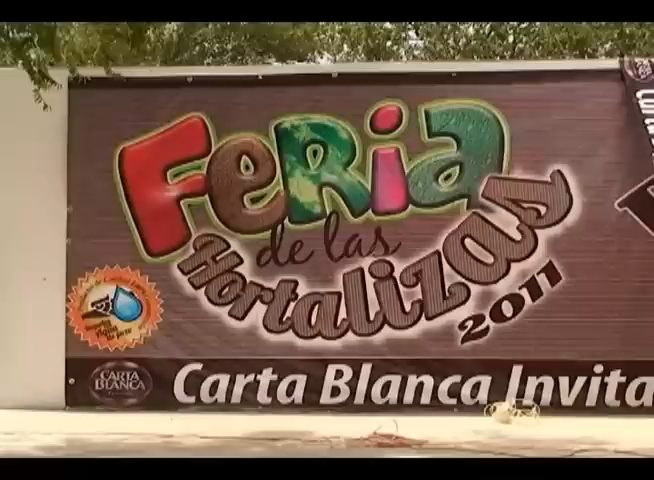 FeRia
de las
Hortalizas
2011
CARTA
BLANCA
Carta Blanca Invita